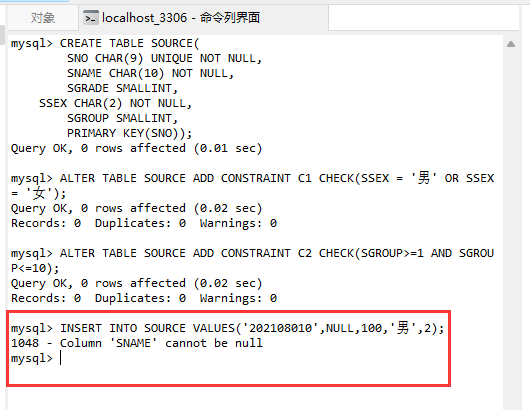 对象
localhost_3306 - 命令列界面
mysql> CREATE TABLE SOURCE(
SNO CHAR(9) UNIQUE NOT NULL,
SNAME CHAR(10) NOT NULL,
SGRADE SMALLINT,
SSEX CHAR(2) NOT NULL,
SGROUP SMALLINT,
PRIMARY KEY(SNO));
Query OK, 0 rows affected (0.01 sec)
mysql> ALTER TABLE SOURCE ADD CONSTRAINT C1 CHECK(SSEX = '男' OR SSEX
= '女');
Query OK, 0 rows affected (0.02 sec)
Records: 0  Duplicates: 0  Warnings: 0
mysql> ALTER TABLE SOURCE ADD CONSTRAINT C2 CHECK(SGROUP>=1 AND SGROU
P<=10);
Query OK, 0 rows affected (0.02 sec)
Records: 0  Duplicates: 0  Warnings: 0
mysql> INSERT INTO SOURCE VALUES('202108010',NULL,100,'男',2);
1048 - Column 'SNAME' cannot be null
mysql>